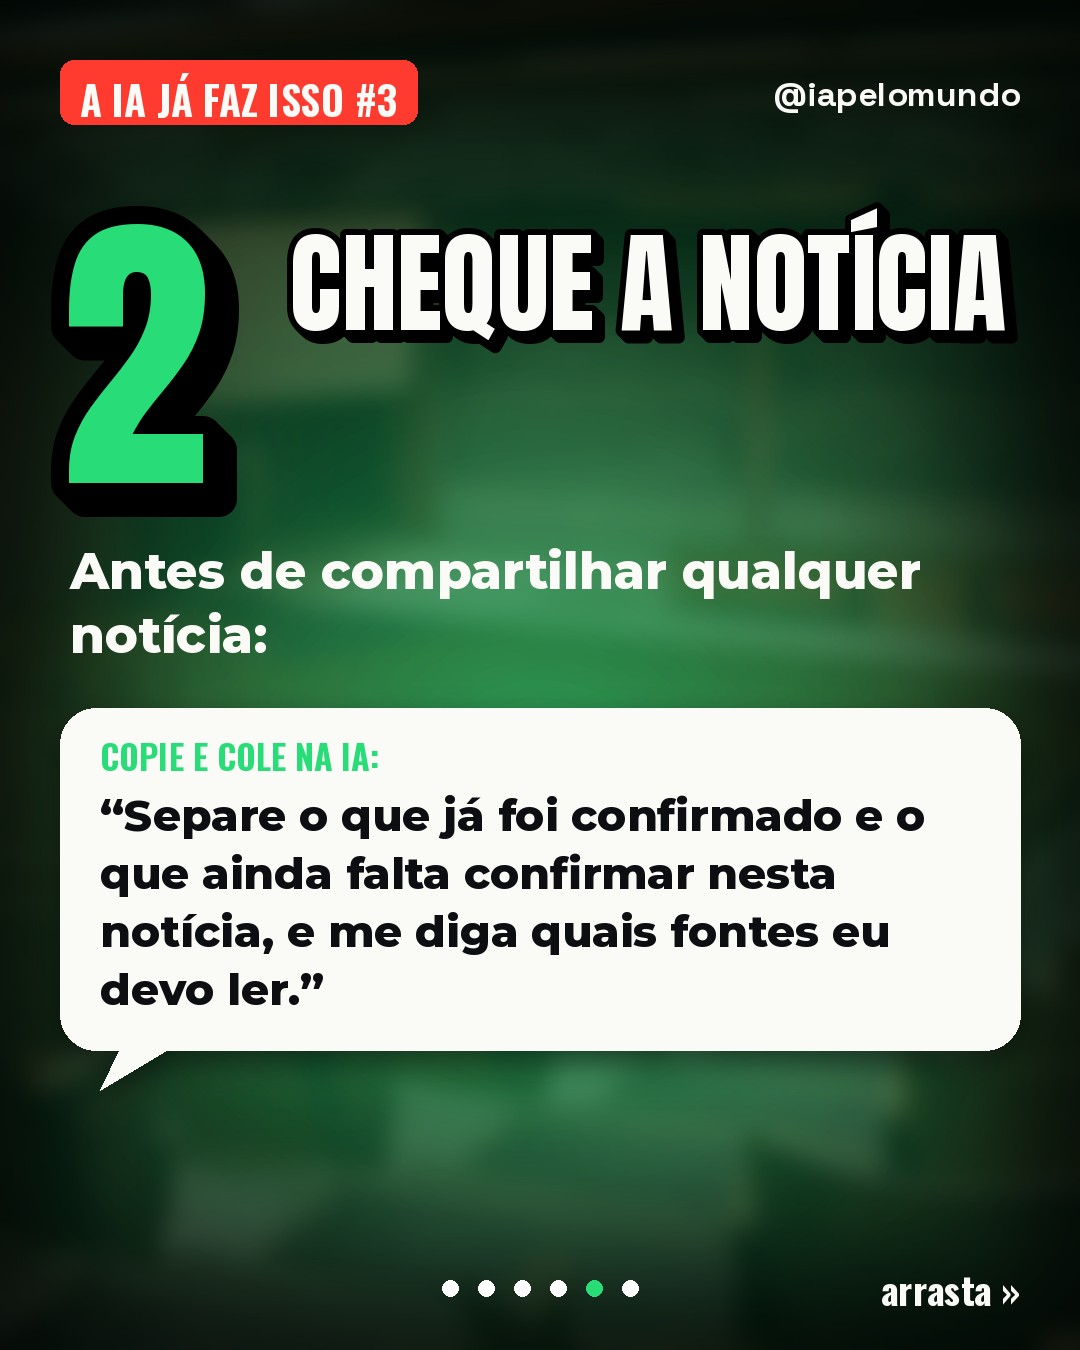 A IA JÁ FAZ ISSO #3
@iapelomundo
2
CHEQUE A NOTÍCIA
Antes de compartilhar qualquer
notícia:
COPIE E COLE NA IA:
“Separe o que já foi confirmado e o
que ainda falta confirmar nesta
notícia, e me diga quais fontes eu
devo ler.”
arrasta »